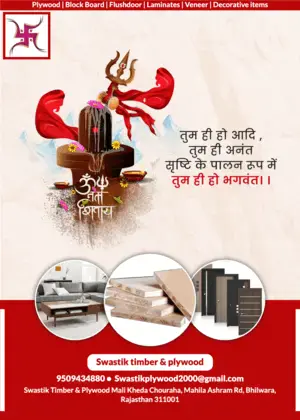 Plywood | Block Board | Flushdoor | Laminates | Veneer | Decorative items
तुम ही हो आदि ,
तुम ही अनंत
सृष्टि के पालन रूप में
तुम ही हो भगवंत। ।
ॐ
नमः
शिवाय
Swastik timber & plywood
9509434880 ● Swastikplywood2000@gmail.com
Swastik Timber & Plywood Mali Kheda Chouraha, Mahila Ashram Rd, Bhilwara,
Rajasthan 311001